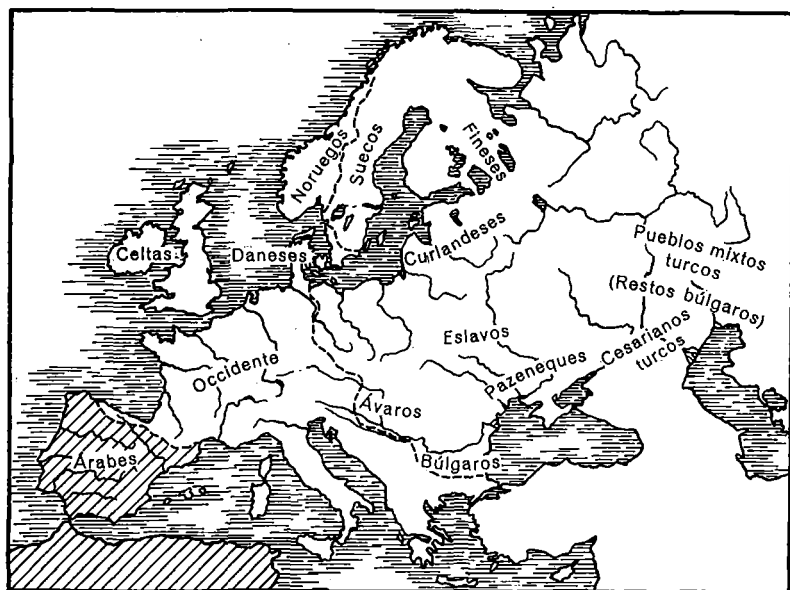 Noruegos
Suecos
Fineses
Celtas
Daneses
Curlandeses
Pueblos mixtos
turcos
(Restos búlgaros)
Eslavos
Cesarianos
turcos
Occidente
Pazeneques
Ávaros
Árabes
Búlgaros